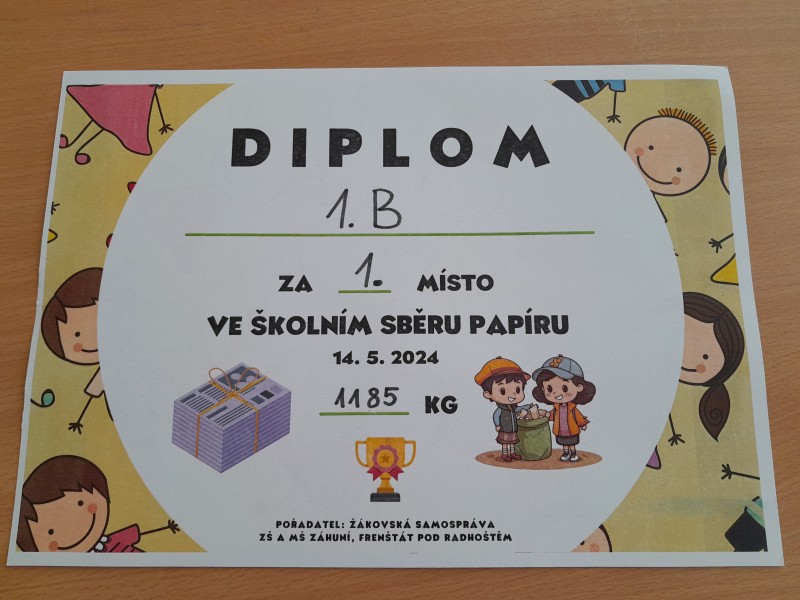 DIPLOM
1.B
ZA 1. MÍSTO
VE ŠKOLNÍM SBĚRU PAPÍRU
14. 5. 2024
1185 KG
POŘADATEL: ŽÁKOVSKÁ SAMOSPRÁVA
ZŠ A MŠ ZÁHUNÍ, FRENŠTÁT POD RADHOŠTĚM